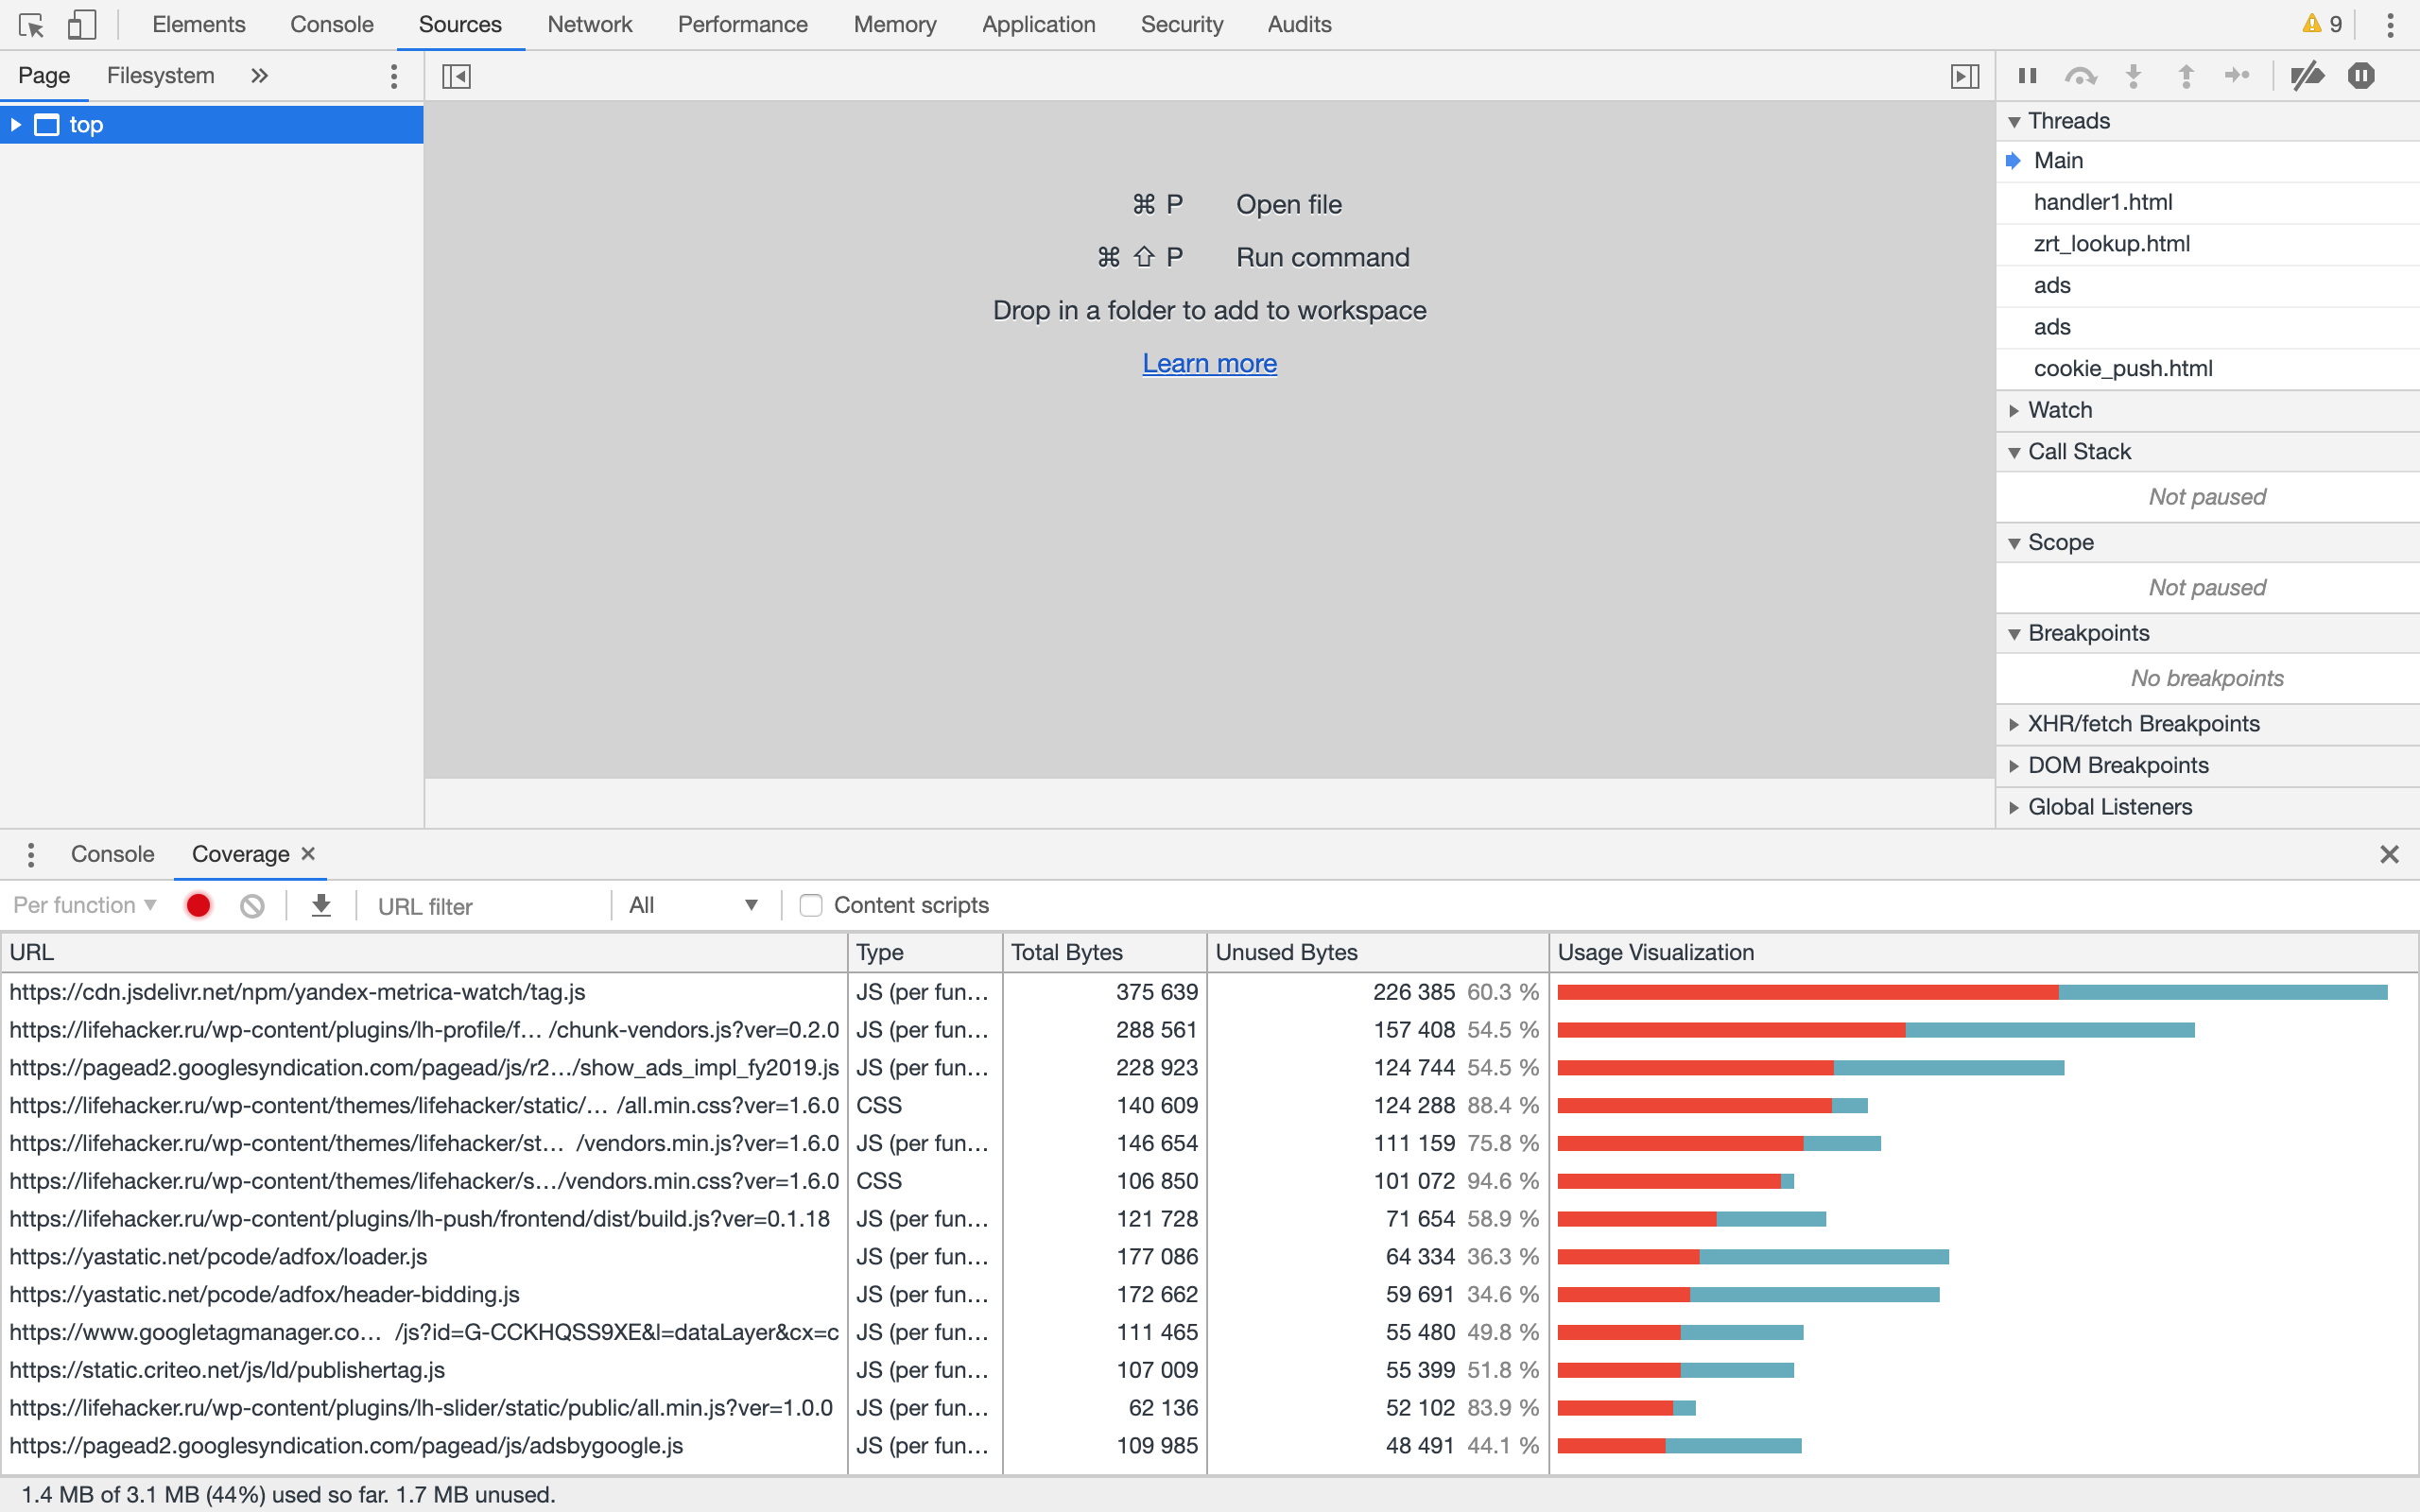 Elements Console Sources Network Performance Memory Application Security Audits 9
Page Filesystem »
top
⌘ P Open file
⌘ ⇧ P Run command
Drop in a folder to add to workspace
Learn more
Threads
Main
handler1.html
zrt_lookup.html
ads
ads
cookie_push.html
Watch
Call Stack
Not paused
Scope
Not paused
Breakpoints
No breakpoints
XHR/fetch Breakpoints
DOM Breakpoints
Global Listeners
Console Coverage ×
Per function URL filter All Content scripts
URL Type Total Bytes Unused Bytes Usage Visualization
https://cdn.jsdelivr.net/npm/yandex-metrica-watch/tag.js JS (per fun… 375 639 226 385 60.3 %
https://lifehacker.ru/wp-content/plugins/lh-profile/f… /chunk-vendors.js?ver=0.2.0 JS (per fun… 288 561 157 408 54.5 %
https://pagead2.googlesyndication.com/pagead/js/r2…/show_ads_impl_fy2019.js JS (per fun… 228 923 124 744 54.5 %
https://lifehacker.ru/wp-content/themes/lifehacker/static/… /all.min.css?ver=1.6.0 CSS 140 609 124 288 88.4 %
https://lifehacker.ru/wp-content/themes/lifehacker/st… /vendors.min.js?ver=1.6.0 JS (per fun… 146 654 111 159 75.8 %
https://lifehacker.ru/wp-content/themes/lifehacker/s…/vendors.min.css?ver=1.6.0 CSS 106 850 101 072 94.6 %
https://lifehacker.ru/wp-content/plugins/lh-push/frontend/dist/build.js?ver=0.1.18 JS (per fun… 121 728 71 654 58.9 %
https://yastatic.net/pcode/adfox/loader.js JS (per fun… 177 086 64 334 36.3 %
https://yastatic.net/pcode/adfox/header-bidding.js JS (per fun… 172 662 59 691 34.6 %
https://www.googletagmanager.co… /js?id=G-CCKHQSS9XE&l=dataLayer&cx=c JS (per fun… 111 465 55 480 49.8 %
https://static.criteo.net/js/ld/publishertag.js JS (per fun… 107 009 55 399 51.8 %
https://lifehacker.ru/wp-content/plugins/lh-slider/static/public/all.min.js?ver=1.0.0 JS (per fun… 62 136 52 102 83.9 %
https://pagead2.googlesyndication.com/pagead/js/adsbygoogle.js JS (per fun… 109 985 48 491 44.1 %
1.4 MB of 3.1 MB (44%) used so far. 1.7 MB unused.